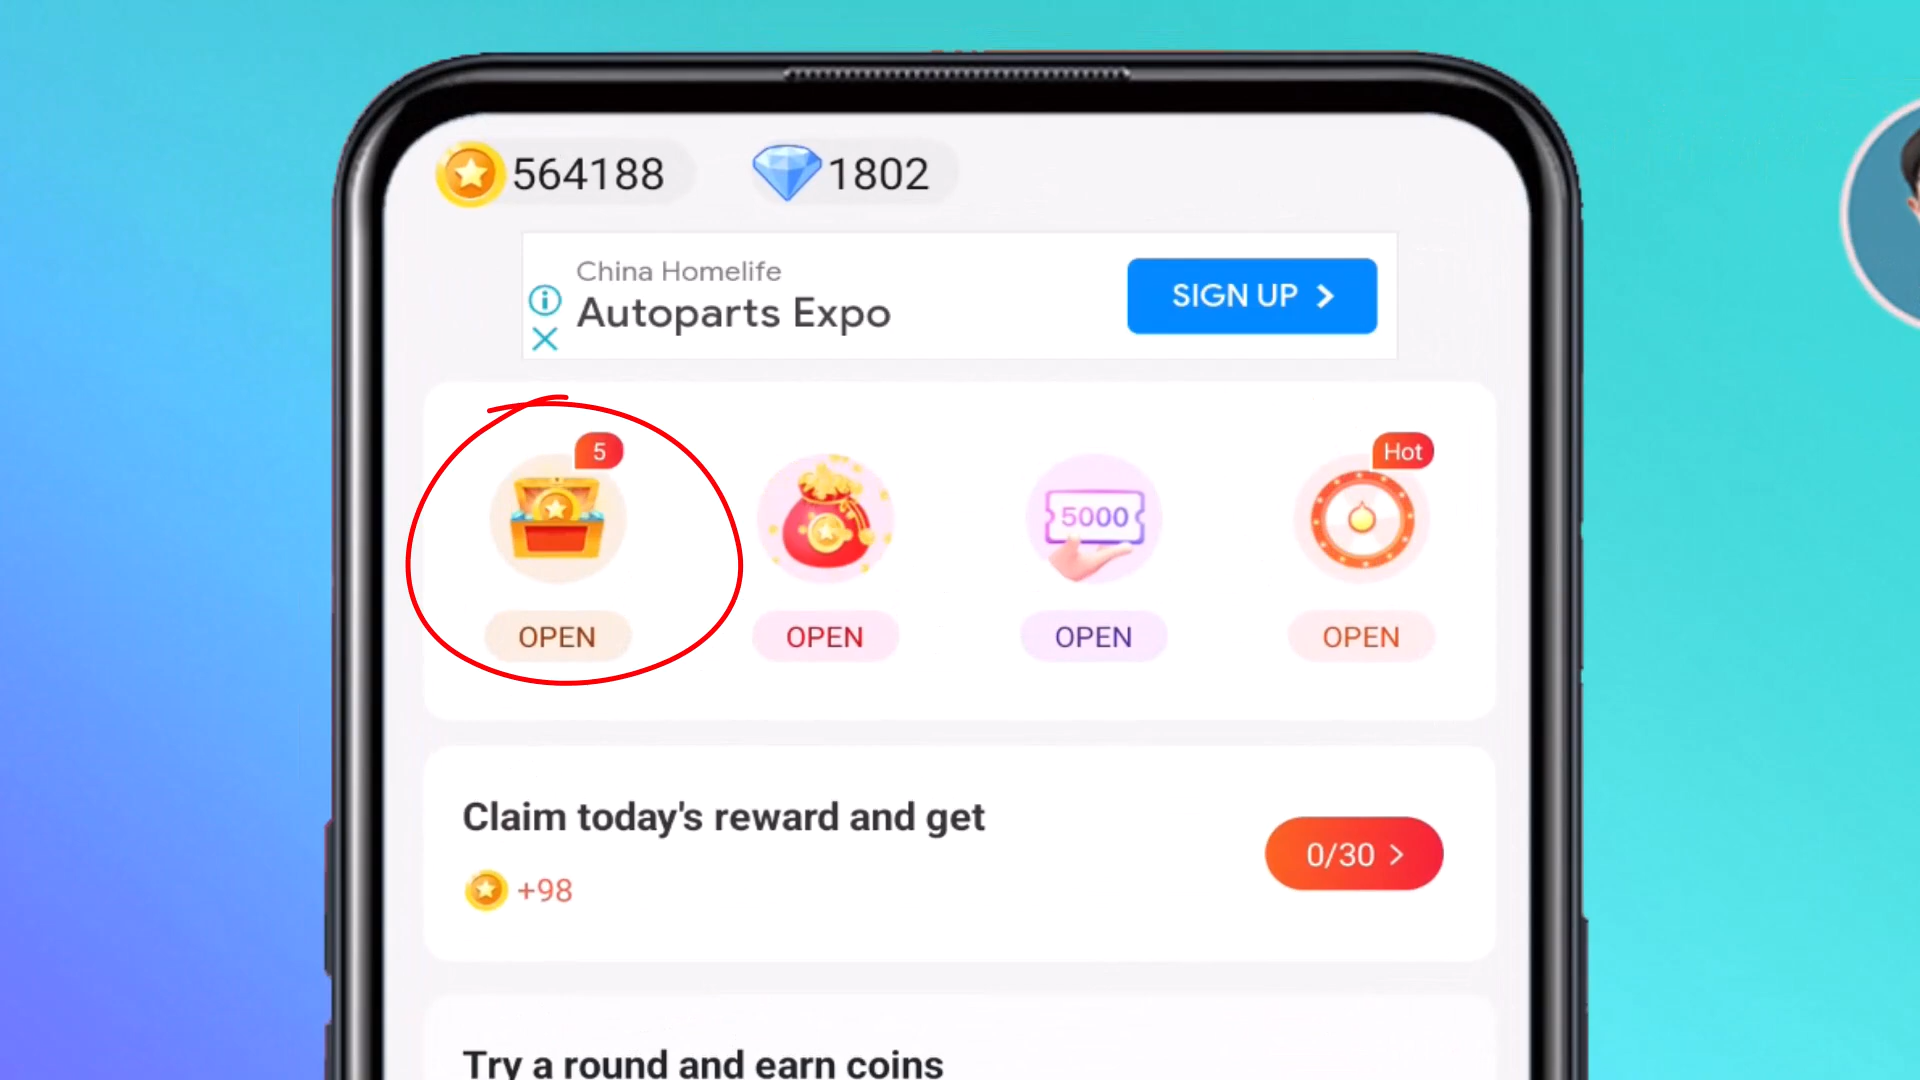 564188
1802
China Homelife
Autoparts Expo
SIGN UP
5
Hot
5000
OPEN
OPEN
OPEN
OPEN
Claim today's reward and get
+98
0/30
Try a round and earn coins